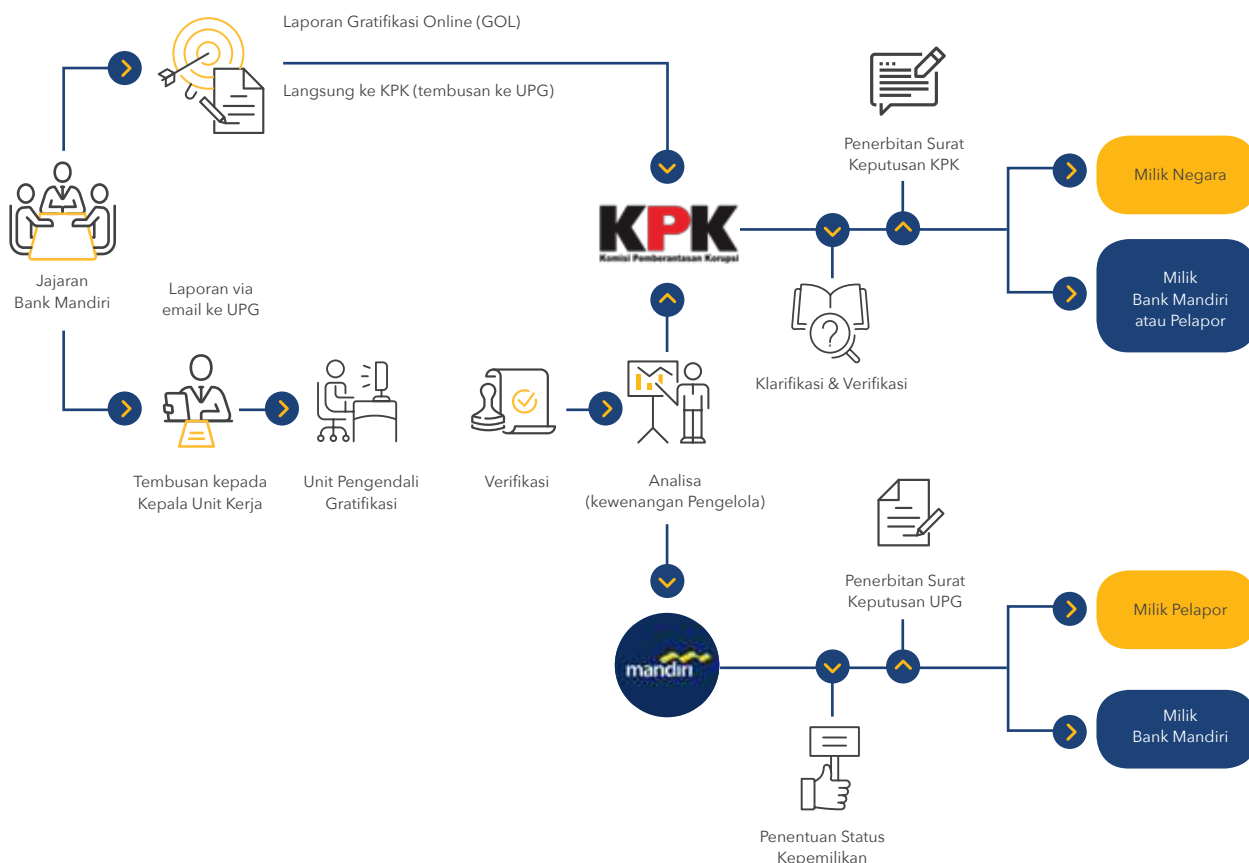 Laporan Gratifikasi Online (GOL)
Langsung ke KPK (tembusan ke UPG)
Jajaran
Bank Mandiri
Laporan via
email ke UPG
Tembusan kepada
Kepala Unit Kerja
Unit Pengendali
Gratifikasi
Verifikasi
Analisa
(kewenangan Pengelola)
KPK
Komisi Pemberantasan Korupsi
Penerbitan Surat
Keputusan KPK
?
Klarifikasi & Verifikasi
Milik Negara
Milik
Bank Mandiri
atau Pelapor
mandiri
Penerbitan Surat
Keputusan UPG
Penentuan Status
Kepemilikan
Milik Pelapor
Milik
Bank Mandiri